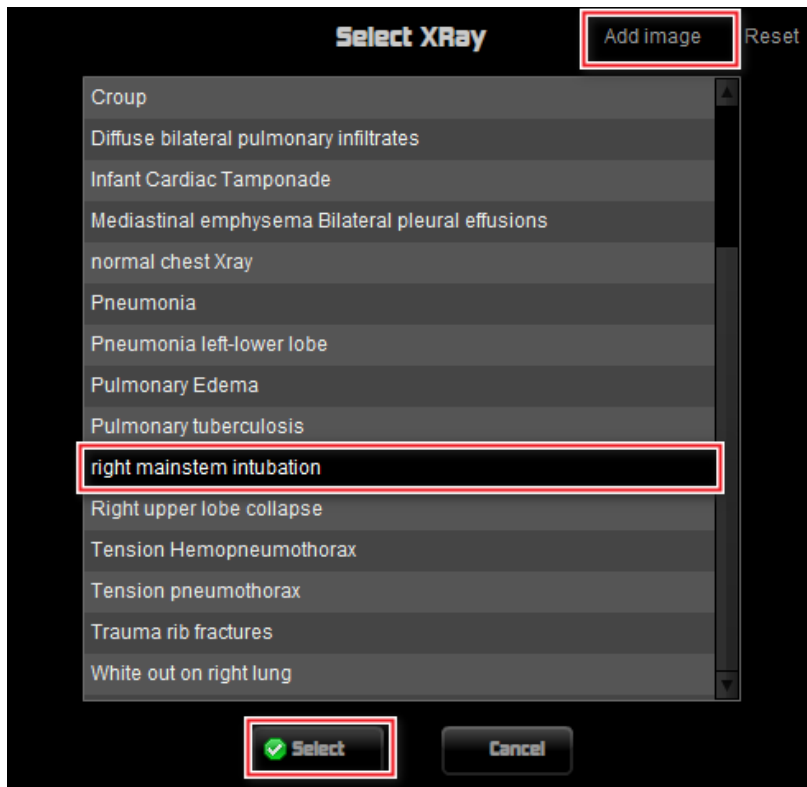 Select XRay
Add image
Reset
Croup
Diffuse bilateral pulmonary infiltrates
Infant Cardiac Tamponade
Mediastinal emphysema Bilateral pleural effusions
normal chest Xray
Pneumonia
Pneumonia left-lower lobe
Pulmonary Edema
Pulmonary tuberculosis
right mainstem intubation
Right upper lobe collapse
Tension Hemopneumothorax
Tension pneumothorax
Trauma rib fractures
White out on right lung
Select
Cancel